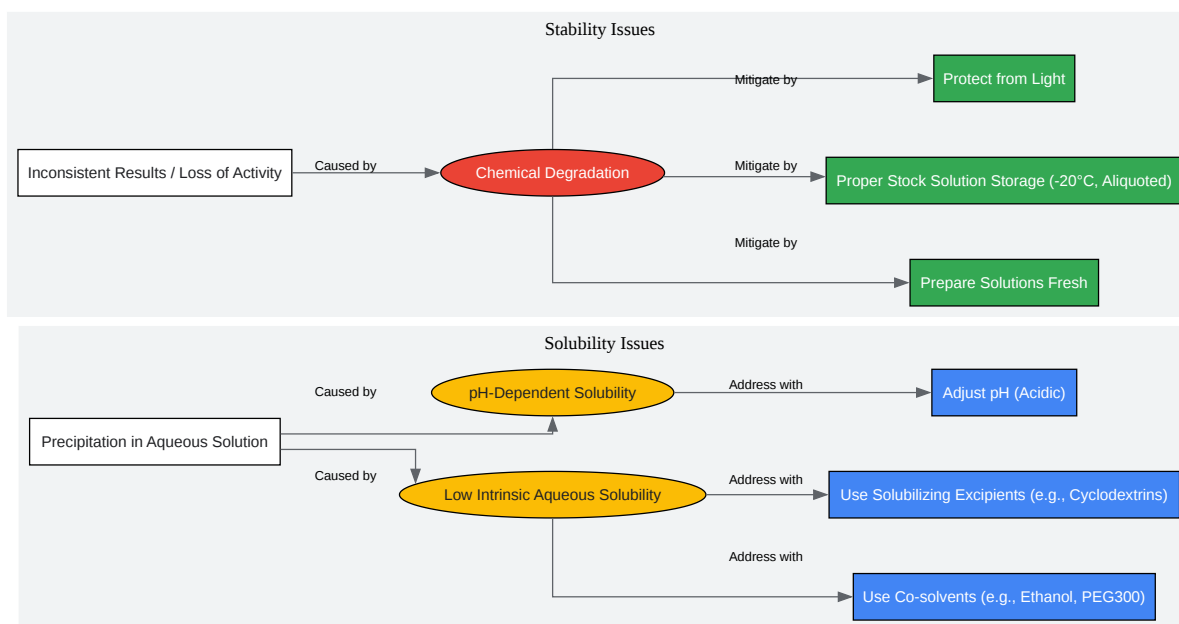 Stability Issues
Mitigate by
Protect from Light
Inconsistent Results / Loss of Activity
Caused by
Chemical Degradation
Mitigate by
Proper Stock Solution Storage (-20°C, Aliquoted)
Mitigate by
Prepare Solutions Fresh
Solubility Issues
Caused by
pH-Dependent Solubility
Address with
Adjust pH (Acidic)
Precipitation in Aqueous Solution
Caused by
Low Intrinsic Aqueous Solubility
Address with
Use Solubilizing Excipients (e.g., Cyclodextrins)
Address with
Use Co-solvents (e.g., Ethanol, PEG300)